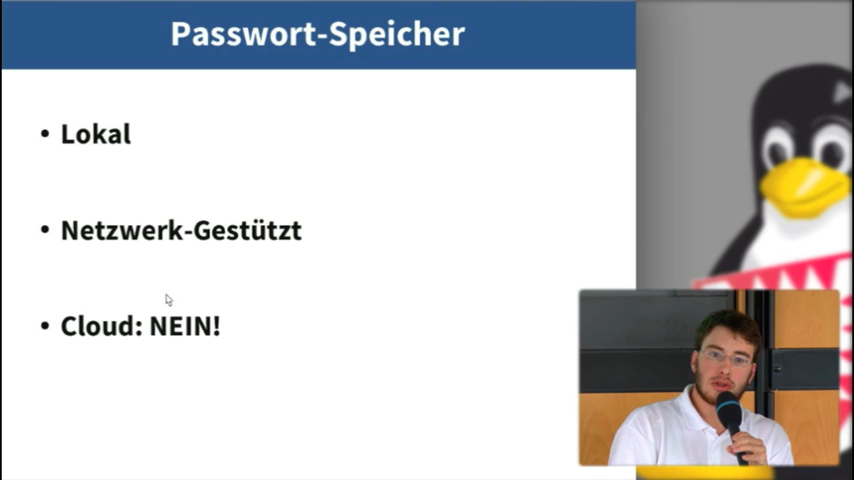 Passwort-Speicher
• Lokal
• Netzwerk-Gestützt
• Cloud: NEIN!